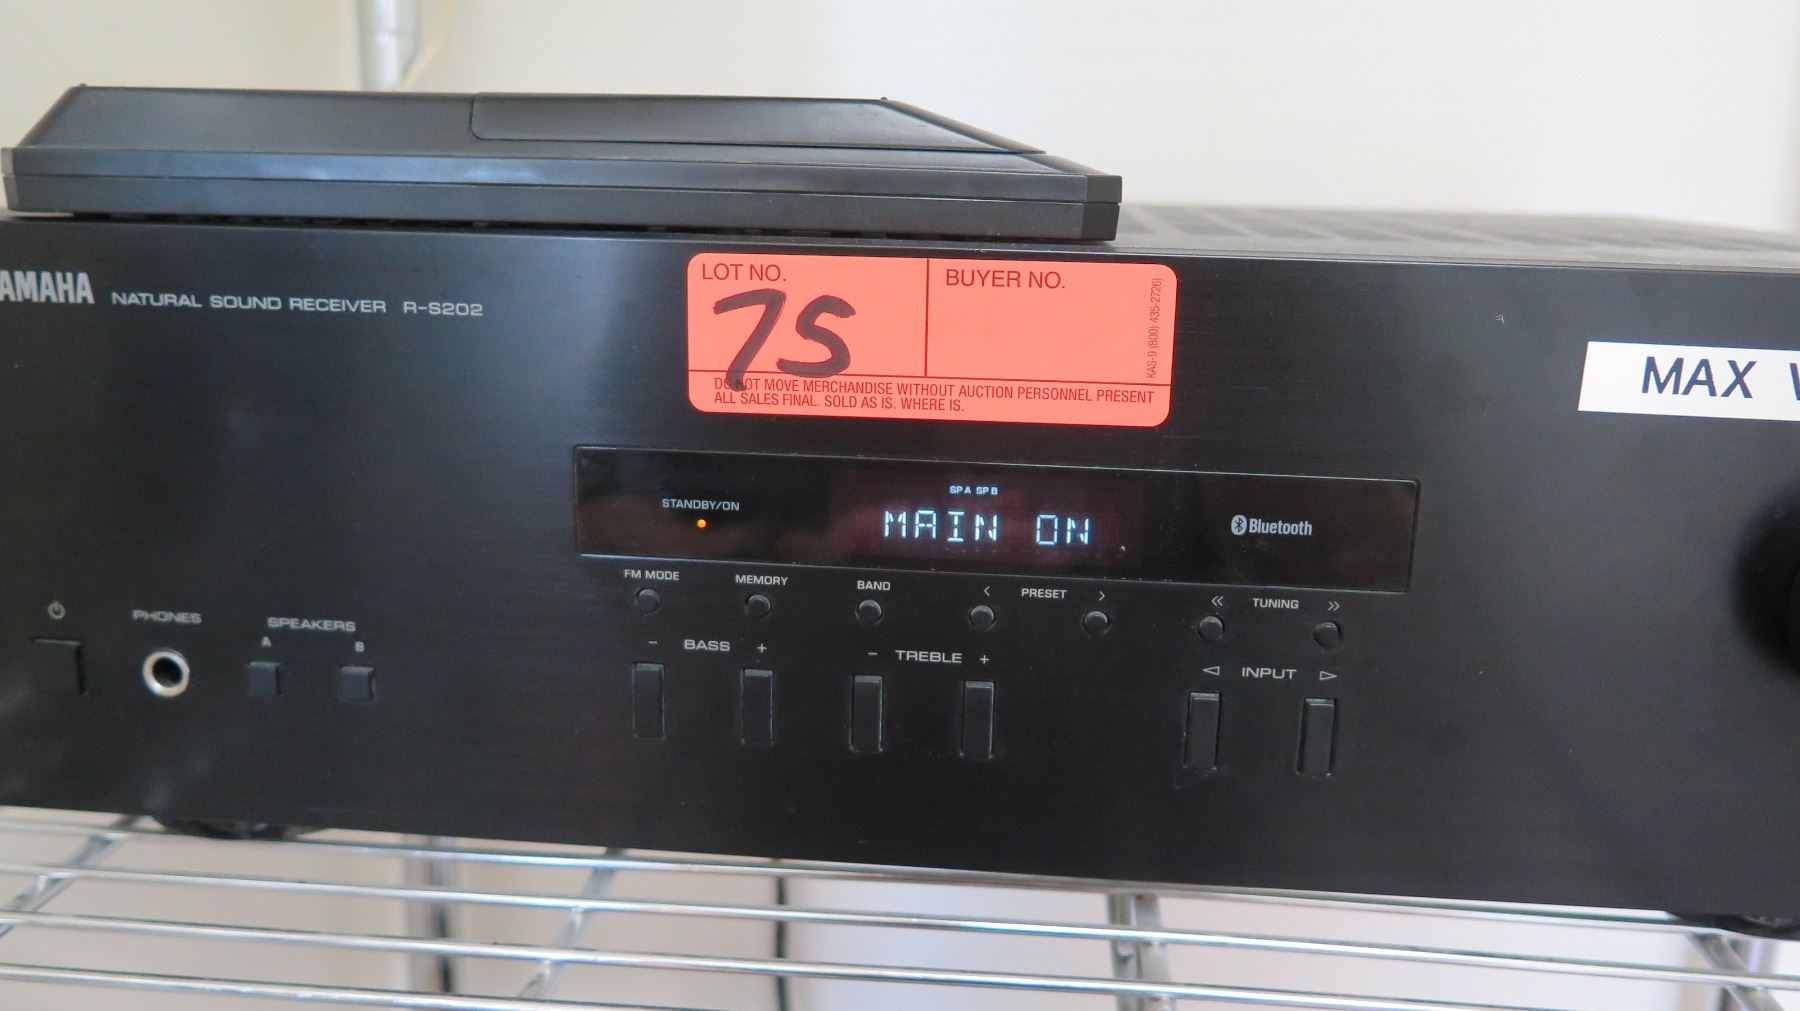 AMAHA NATURAL SOUND RECEIVER R-S202
LOT NO.
7S
BUYER NO.
KAS-9 (800) 435-2726)
DO NOT MOVE MERCHANDISE WITHOUT AUCTION PERSONNEL PRESENT
ALL SALES FINAL. SOLD AS IS. WHERE IS.
MAX
STANDBY/ON
SP A SP B
MAIN ON
Bluetooth
FM MODE MEMORY BAND < PRESET > << TUNING >>
PHONES
SPEAKERS
A B
- BASS +
- TREBLE +
◁ INPUT ▷